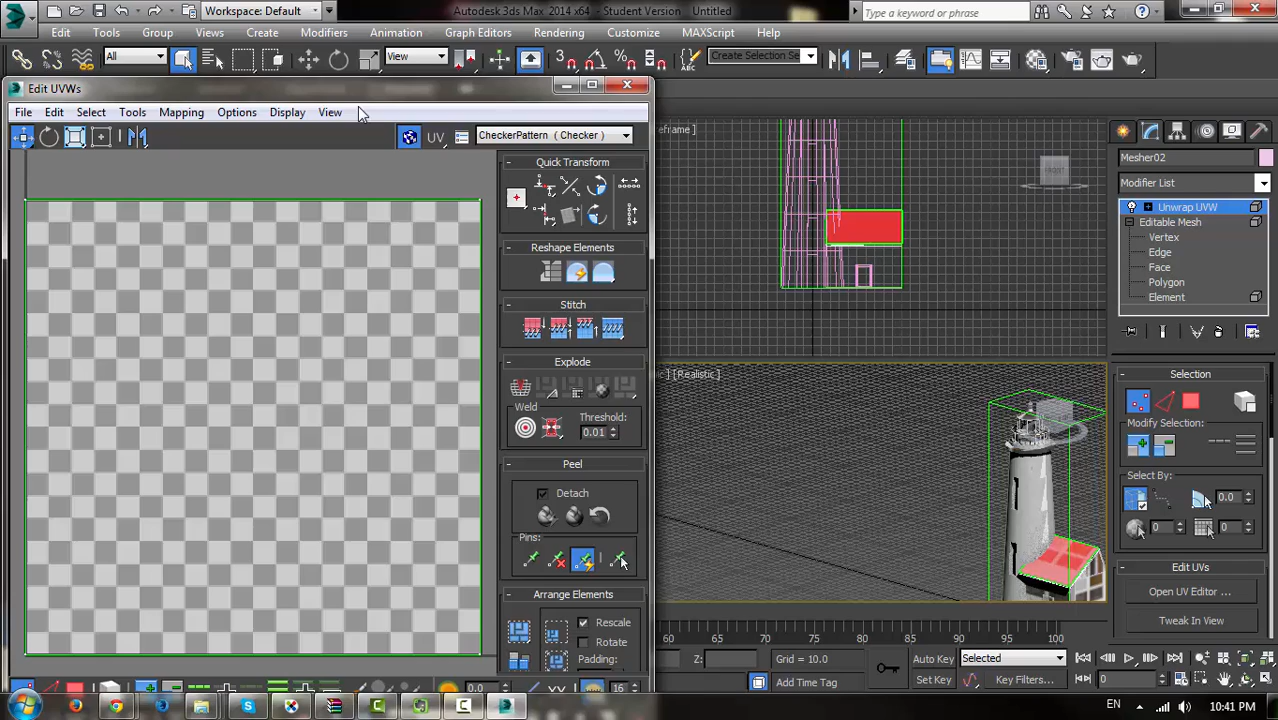 Workspace: Default
Autodesk 3ds Max 2014 x64 - Student Version Untitled
Type a keyword or phrase
Edit Tools Group Views Create Modifiers Animation Graph Editors Rendering Customize MAXScript Help
All
View
Create Selection Se
Edit UVWs
File Edit Select Tools Mapping Options Display View
UV
CheckerPattern ( Checker )
Quick Transform
Reshape Elements
Stitch
Explode
Weld
Threshold:
0.01
Peel
Detach
Pins:
Arrange Elements
Rescale
Rotate
Padding:
0.0
16
eframe ]
FRONT
] [Realistic ]
Mesher02
Modifier List
Unwrap UVW
Editable Mesh
Vertex
Edge
Face
Polygon
Element
Selection
Modify Selection:
Select By:
0.0
0
0
Edit UVs
Open UV Editor ...
Tweak In View
65 70 75 80 85 90 95 100
Z:
Grid = 10.0
Add Time Tag
Auto Key
Selected
Set Key
Key Filters...
0
EN
10:41 PM